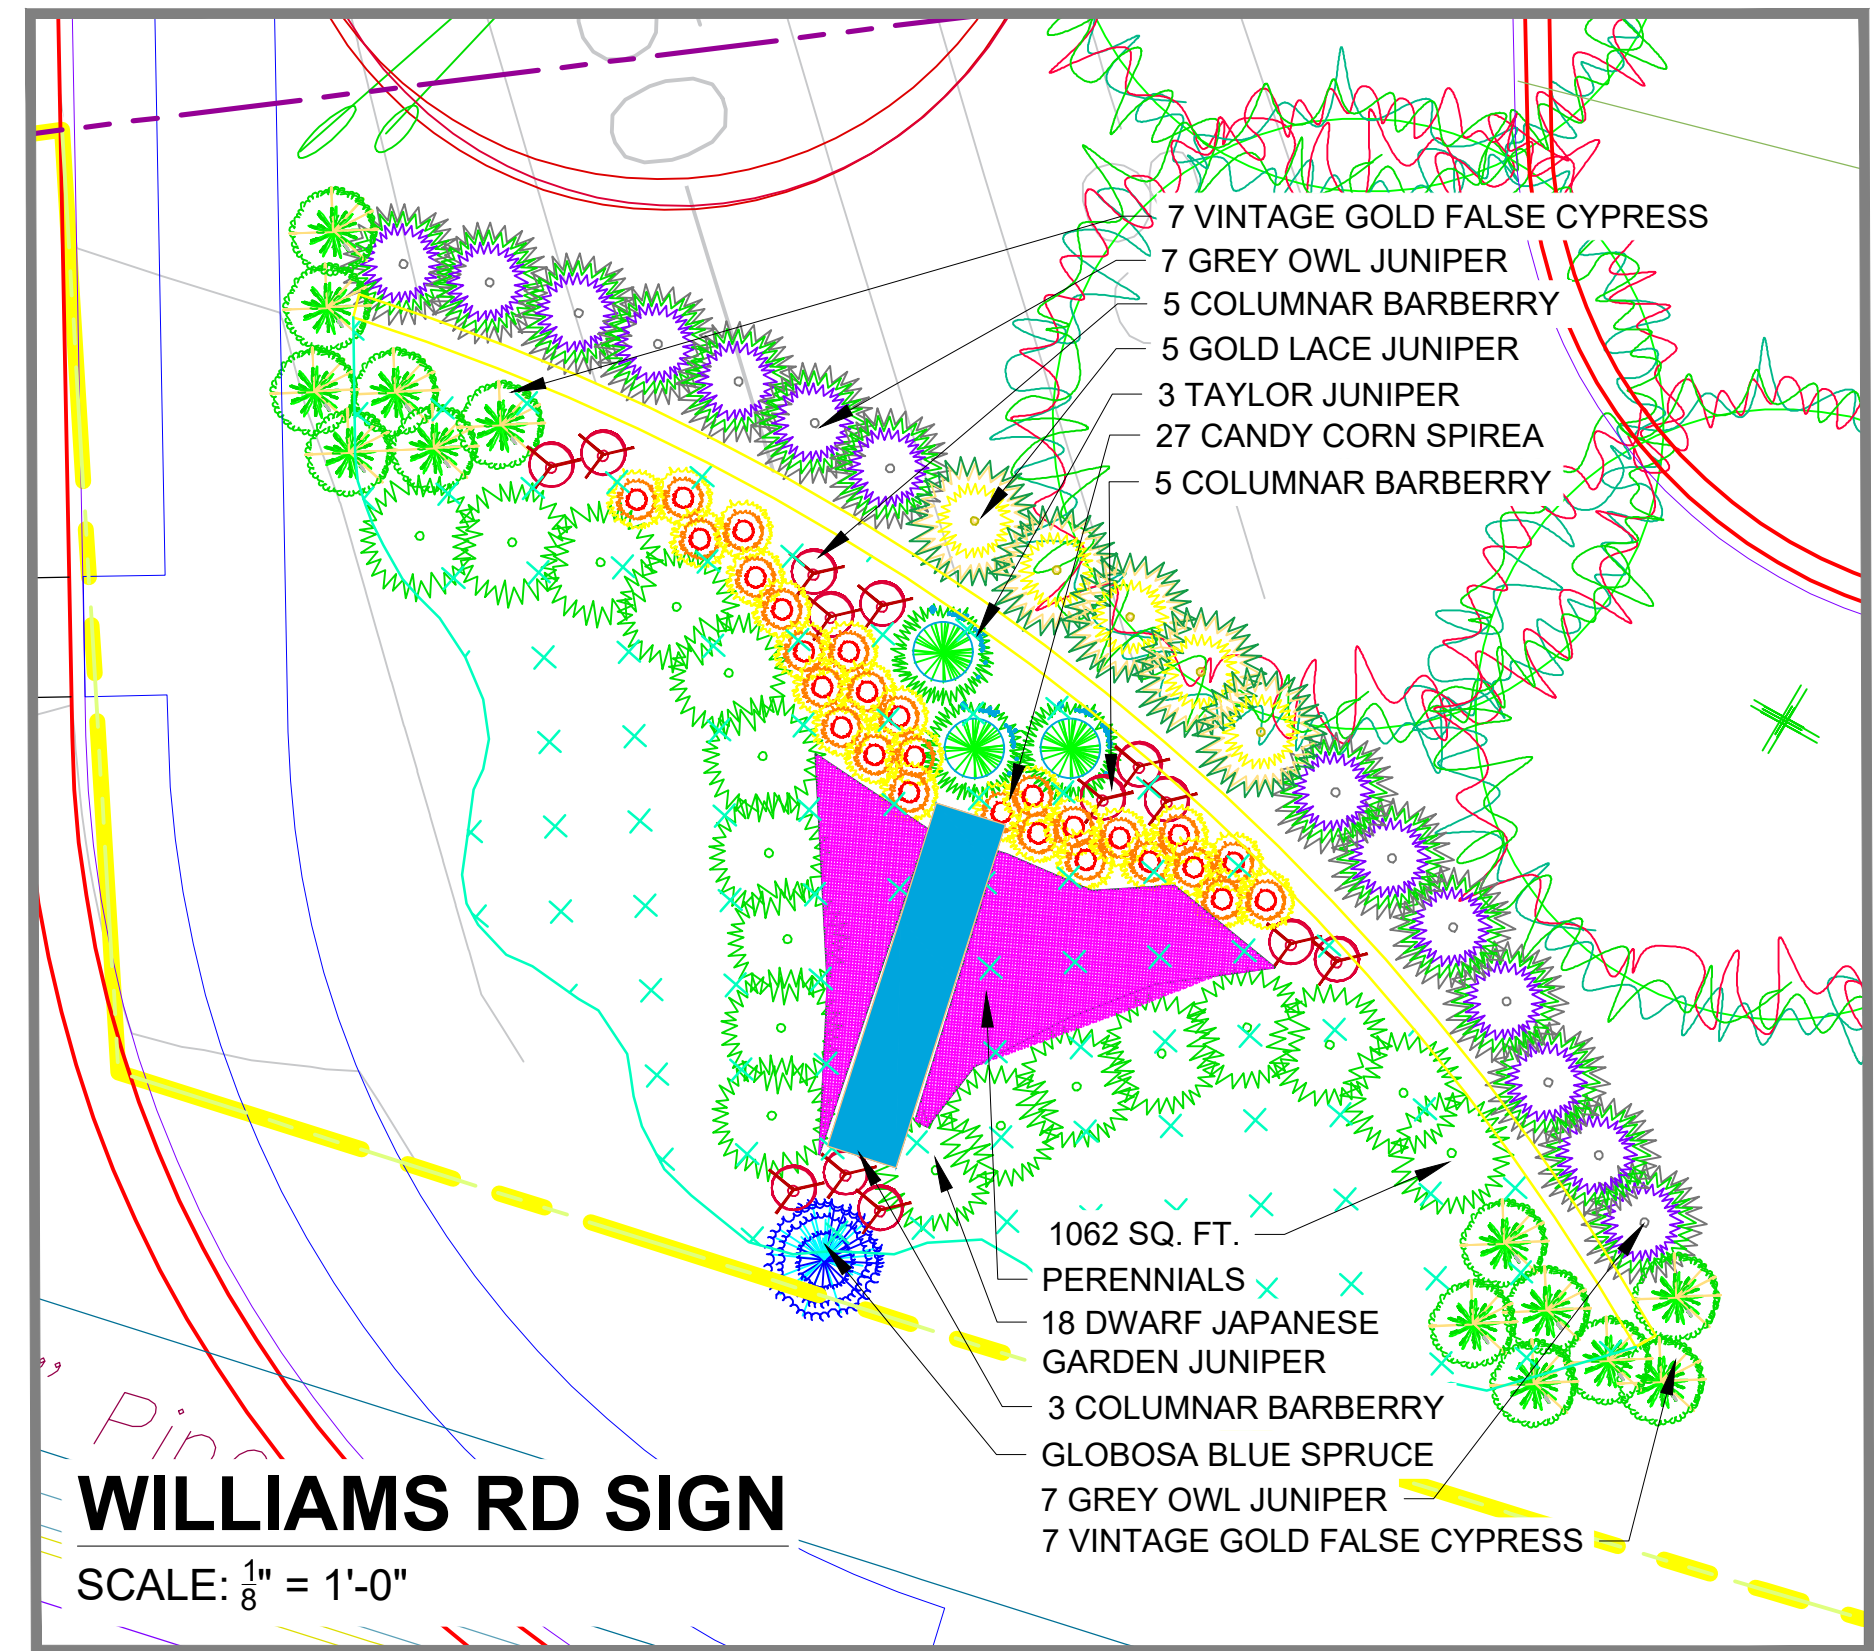 7 VINTAGE GOLD FALSE CYPRESS
7 GREY OWL JUNIPER
5 COLUMNAR BARBERRY
5 GOLD LACE JUNIPER
3 TAYLOR JUNIPER
27 CANDY CORN SPIREA
5 COLUMNAR BARBERRY
1062 SQ. FT.
PERENNIALS
18 DWARF JAPANESE
GARDEN JUNIPER
3 COLUMNAR BARBERRY
GLOBOSA BLUE SPRUCE
7 GREY OWL JUNIPER
7 VINTAGE GOLD FALSE CYPRESS
WILLIAMS RD SIGN
SCALE: 1/8" = 1'-0"